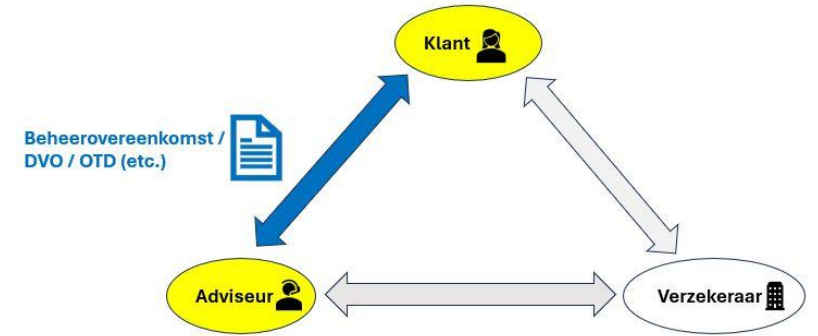 Klant
Beheerovereenkomst /
DVO / OTD (etc.)
Adviseur
Verzekeraar